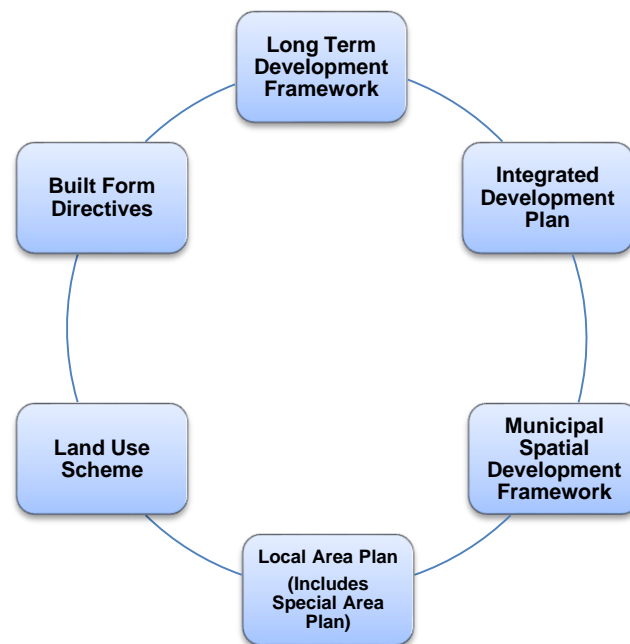 Long Term
Development
Framework
Integrated
Development
Plan
Municipal
Spatial
Development
Framework
Local Area Plan
(Includes
Special Area
Plan)
Land Use
Scheme
Built Form
Directives